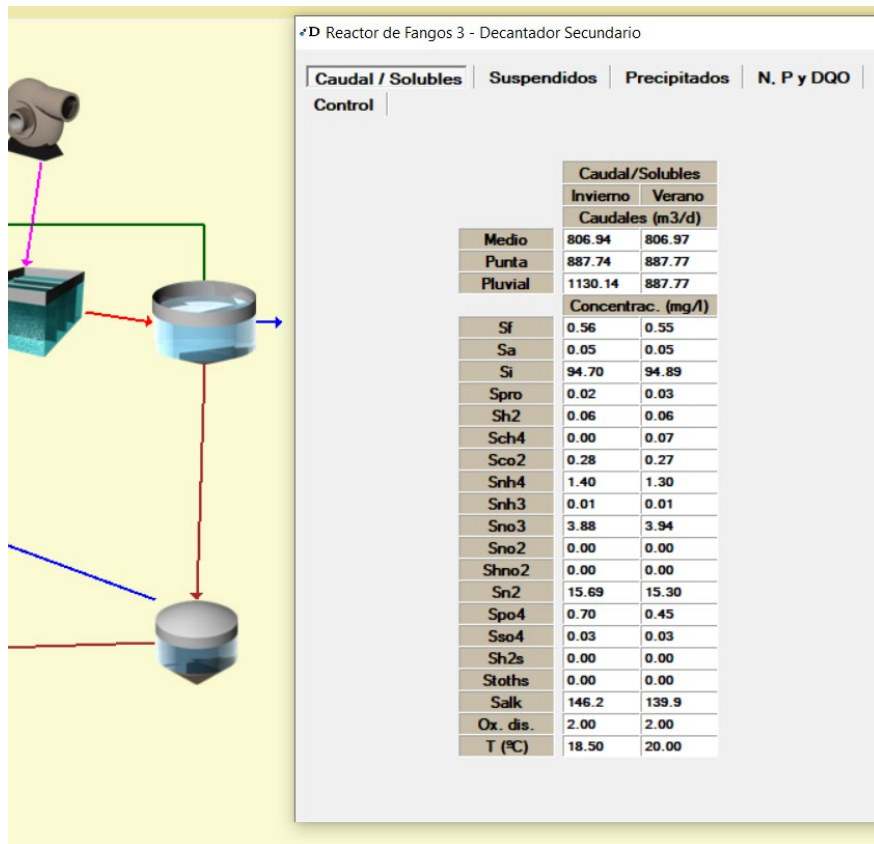 D Reactor de Fangos 3 - Decantador Secundario
Caudal / Solubles Suspendidos Precipitados N, P y DQO
Control
Caudal/Solubles
Invierno Verano
Caudales (m3/d)
Medio 806.94 806.97
Punta 887.74 887.77
Pluvial 1130.14 887.77
Concentrac. (mg/l)
Sf 0.56 0.55
Sa 0.05 0.05
Si 94.70 94.89
Spro 0.02 0.03
Sh2 0.06 0.06
Sch4 0.00 0.07
Sco2 0.28 0.27
Snh4 1.40 1.30
Snh3 0.01 0.01
Sno3 3.88 3.94
Sno2 0.00 0.00
Shno2 0.00 0.00
Sn2 15.69 15.30
Spo4 0.70 0.45
Sso4 0.03 0.03
Sh2s 0.00 0.00
Stoths 0.00 0.00
Salk 146.2 139.9
Ox. dis. 2.00 2.00
T (ºC) 18.50 20.00